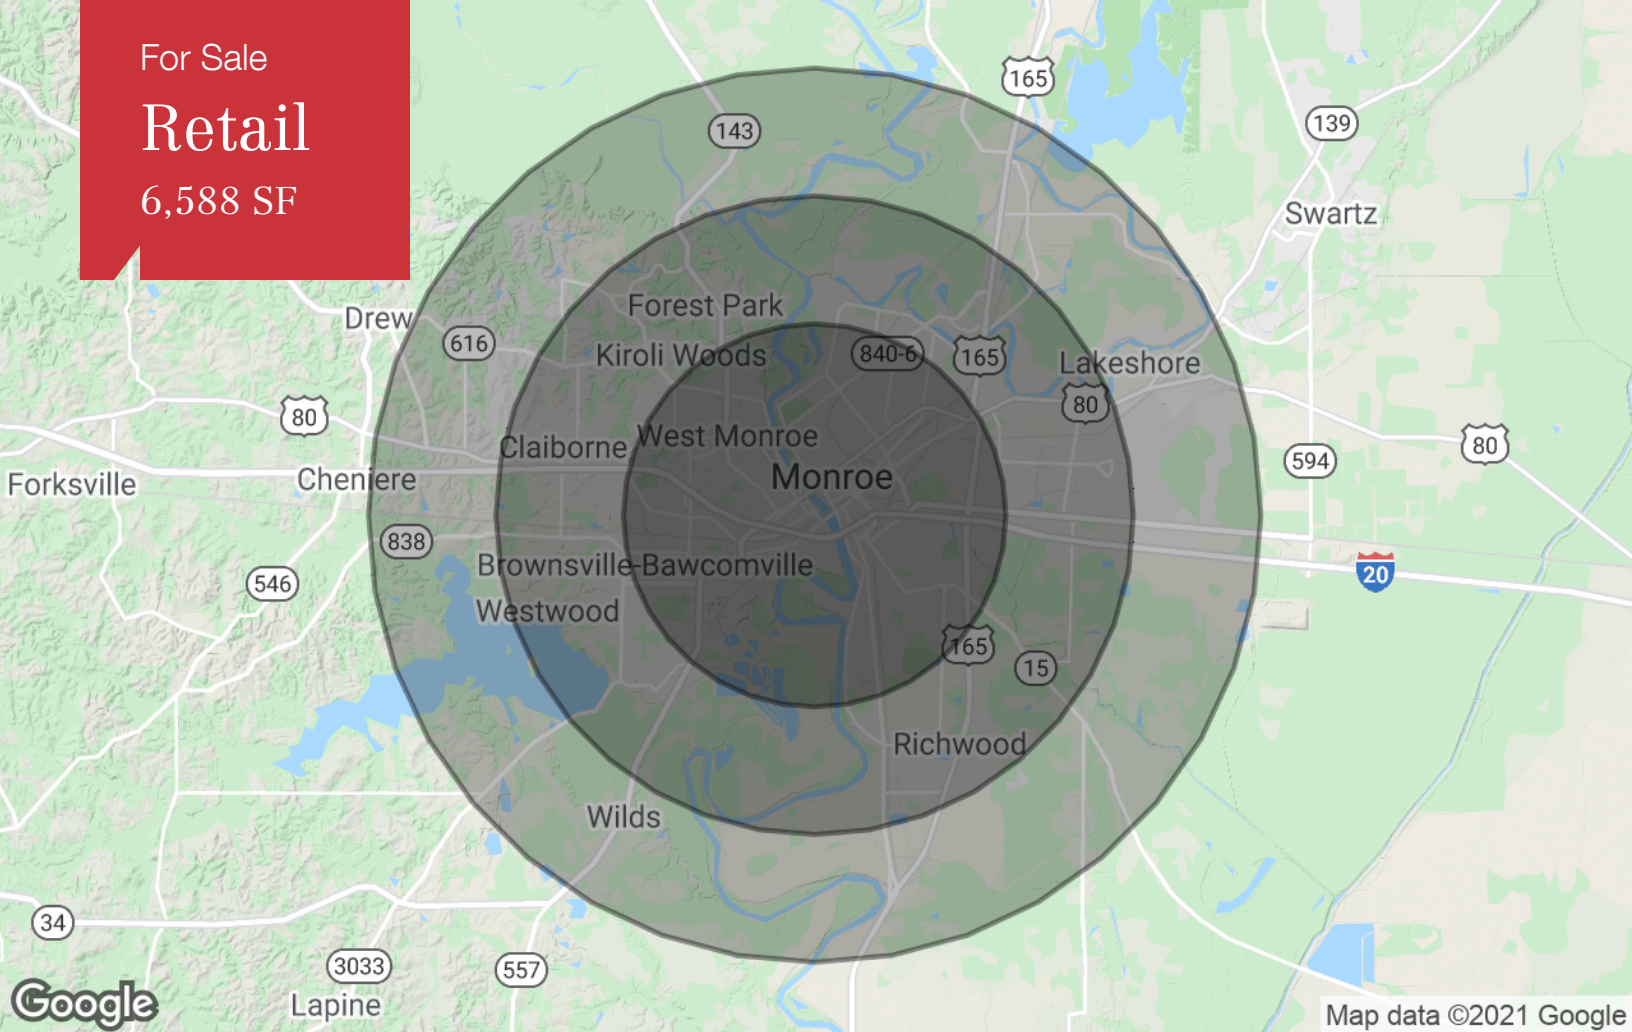 For Sale
Retail
6,588 SF
165
143
139
Swartz
Forest Park
Drew
616
Kiroli Woods
840-6
165
Lakeshore
80
80
West Monroe
Claiborne
80
594
Monroe
Cheniere
Forksville
838
Brownsville-Bawcomville
20
546
Westwood
165
15
Richwood
Wilds
34
3033
557
Lapine
Google
Map data ©2021 Google